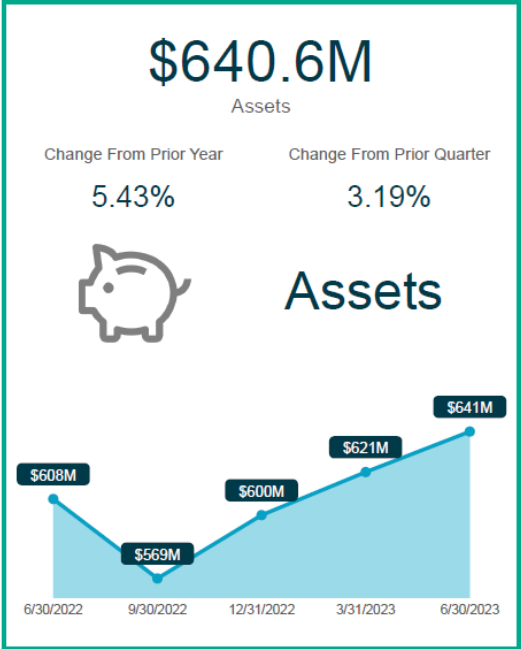 $640.6M
Assets
Change From Prior Year
Change From Prior Quarter
5.43%
3.19%
Assets
$641M
$621M
$608M
$600M
$569M
6/30/2022
9/30/2022
12/31/2022
3/31/2023
6/30/2023